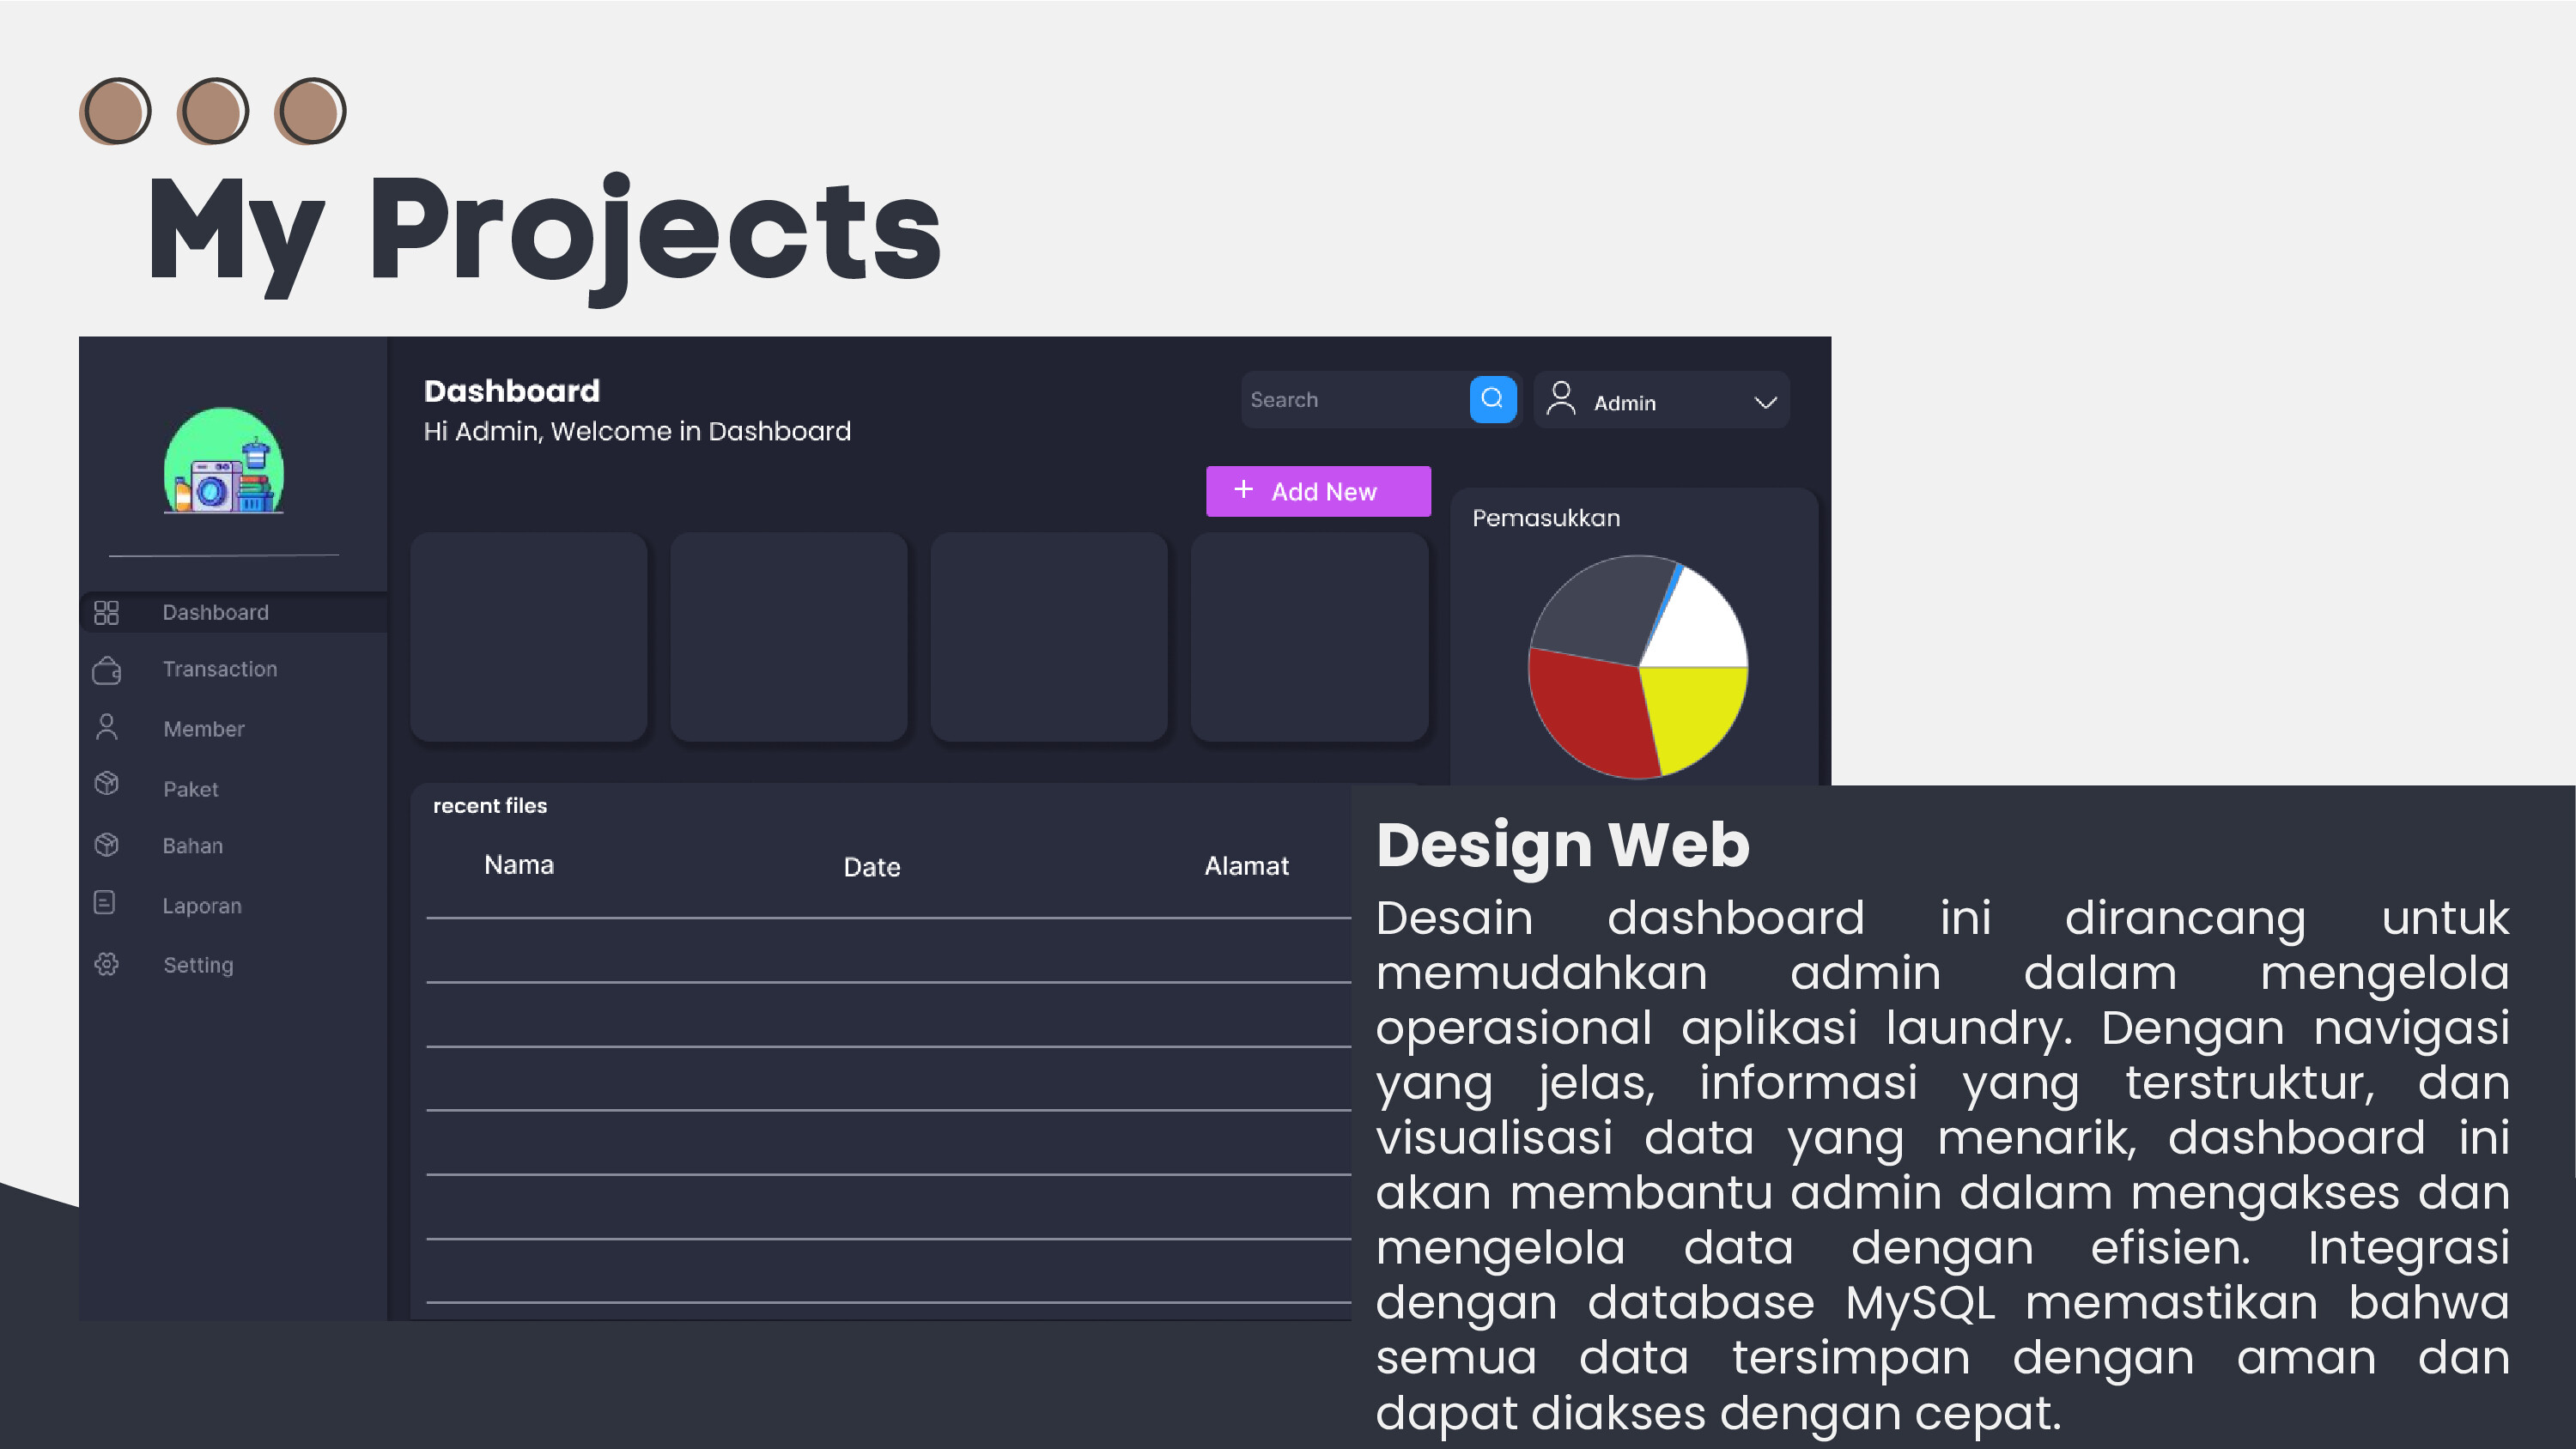 My Projects
Dashboard
Hi Admin, Welcome in Dashboard
Search
Admin
+ Add New
Pemasukkan
Dashboard
Transaction
Member
Paket
Bahan
Laporan
Setting
recent files
Nama Date Alamat
Design Web
Desain dashboard ini dirancang untuk
memudahkan admin dalam mengelola
operasional aplikasi laundry. Dengan navigasi
yang jelas, informasi yang terstruktur, dan
visualisasi data yang menarik, dashboard ini
akan membantu admin dalam mengakses dan
mengelola data dengan efisien. Integrasi
dengan database MySQL memastikan bahwa
semua data tersimpan dengan aman dan
dapat diakses dengan cepat.